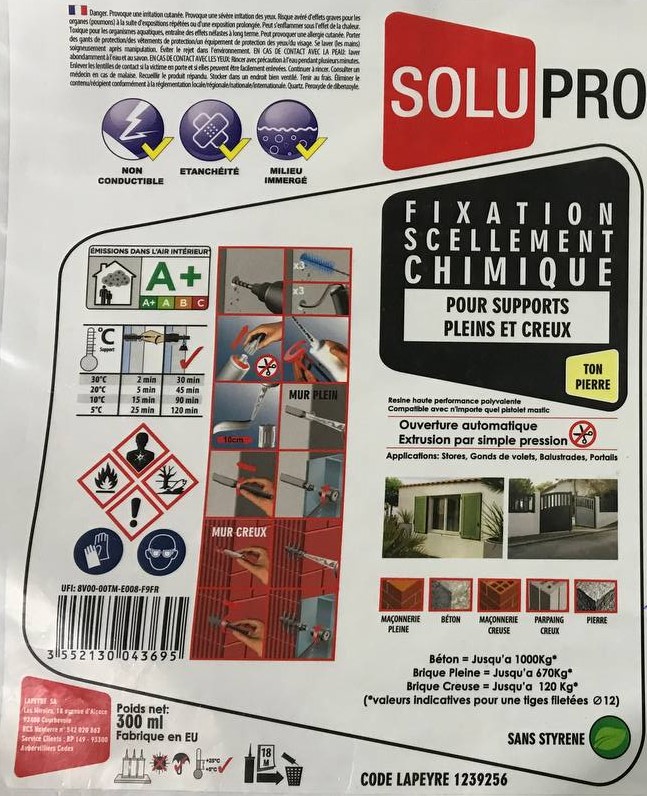 Danger. Provoque une irritation cutanée. Provoque une sévère irritation des yeux. Risque avéré d'effets graves pour les
organes (poumons) à la suite d'expositions répétées ou d'une exposition prolongée. Peut s'enflammer sous l'effet de la chaleur.
Toxique pour les organismes aquatiques, entraîne des effets néfastes à long terme. Peut provoquer une allergie cutanée. Porter
des gants de protection/des vêtements de protection/un équipement de protection des yeux/du visage. Se laver (les mains)
soigneusement après manipulation. Éviter le rejet dans l'environnement. EN CAS DE CONTACT AVEC LA PEAU: laver
abondamment à l'eau et au savon. EN CAS DE CONTACT AVEC LES YEUX: Rincer avec précaution à l'eau pendant plusieurs minutes.
Enlever les lentilles de contact si la victime en porte et si elles peuvent être facilement enlevées. Continuer à rincer. Consulter un
médecin en cas de malaise. Recueillir le produit répandu. Stocker dans un endroit bien ventilé. Tenir au frais. Éliminer le
contenu/récipient conformément à la réglementation locale/régionale/nationale/internationale. Quartz. Peroxyde de dibenzoyle.
SOLUPRO
NON
CONDUCTIBLE
ETANCHÉITÉ
MILIEU
IMMERGÉ
FIXATION
SCELLEMENT
CHIMIQUE
POUR SUPPORTS
PLEINS ET CREUX
TON
PIERRE
ÉMISSIONS DANS L'AIR INTÉRIEUR
A+
A+ A B C
x3
x3
°C
Support
30°C 2 min 30 min
20°C 5 min 45 min
10°C 15 min 90 min
5°C 25 min 120 min
MUR PLEIN
10cm
MUR CREUX
Resine haute performance polyvalente
Compatible avec n'importe quel pistolet mastic
Ouverture automatique
Extrusion par simple pression
Applications: Stores, Gonds de volets, Balustrades, Portails
UFI: 8V00-00TM-E008-F9FR
3 552130 043695
MAÇONNERIE
PLEINE
BÉTON
MAÇONNERIE
CREUSE
PARPAING
CREUX
PIERRE
Béton = Jusqu'a 1000Kg*
Brique Pleine = Jusqu'a 670Kg*
Brique Creuse = Jusqu'a 120 Kg*
(*valeurs indicatives pour une tiges filetées Ø12)
LAPEYRE SA
Les Miroirs, 18 avenue d'Alsace
92400 Courbevoie
RCS Nanterre n° 542 020 862
Service Clients : BP 149 - 93300
Aubervilliers Cedex
Poids net:
300 ml
Fabrique en EU
+25°C
+5°C
18
M
SANS STYRENE
CODE LAPEYRE 1239256